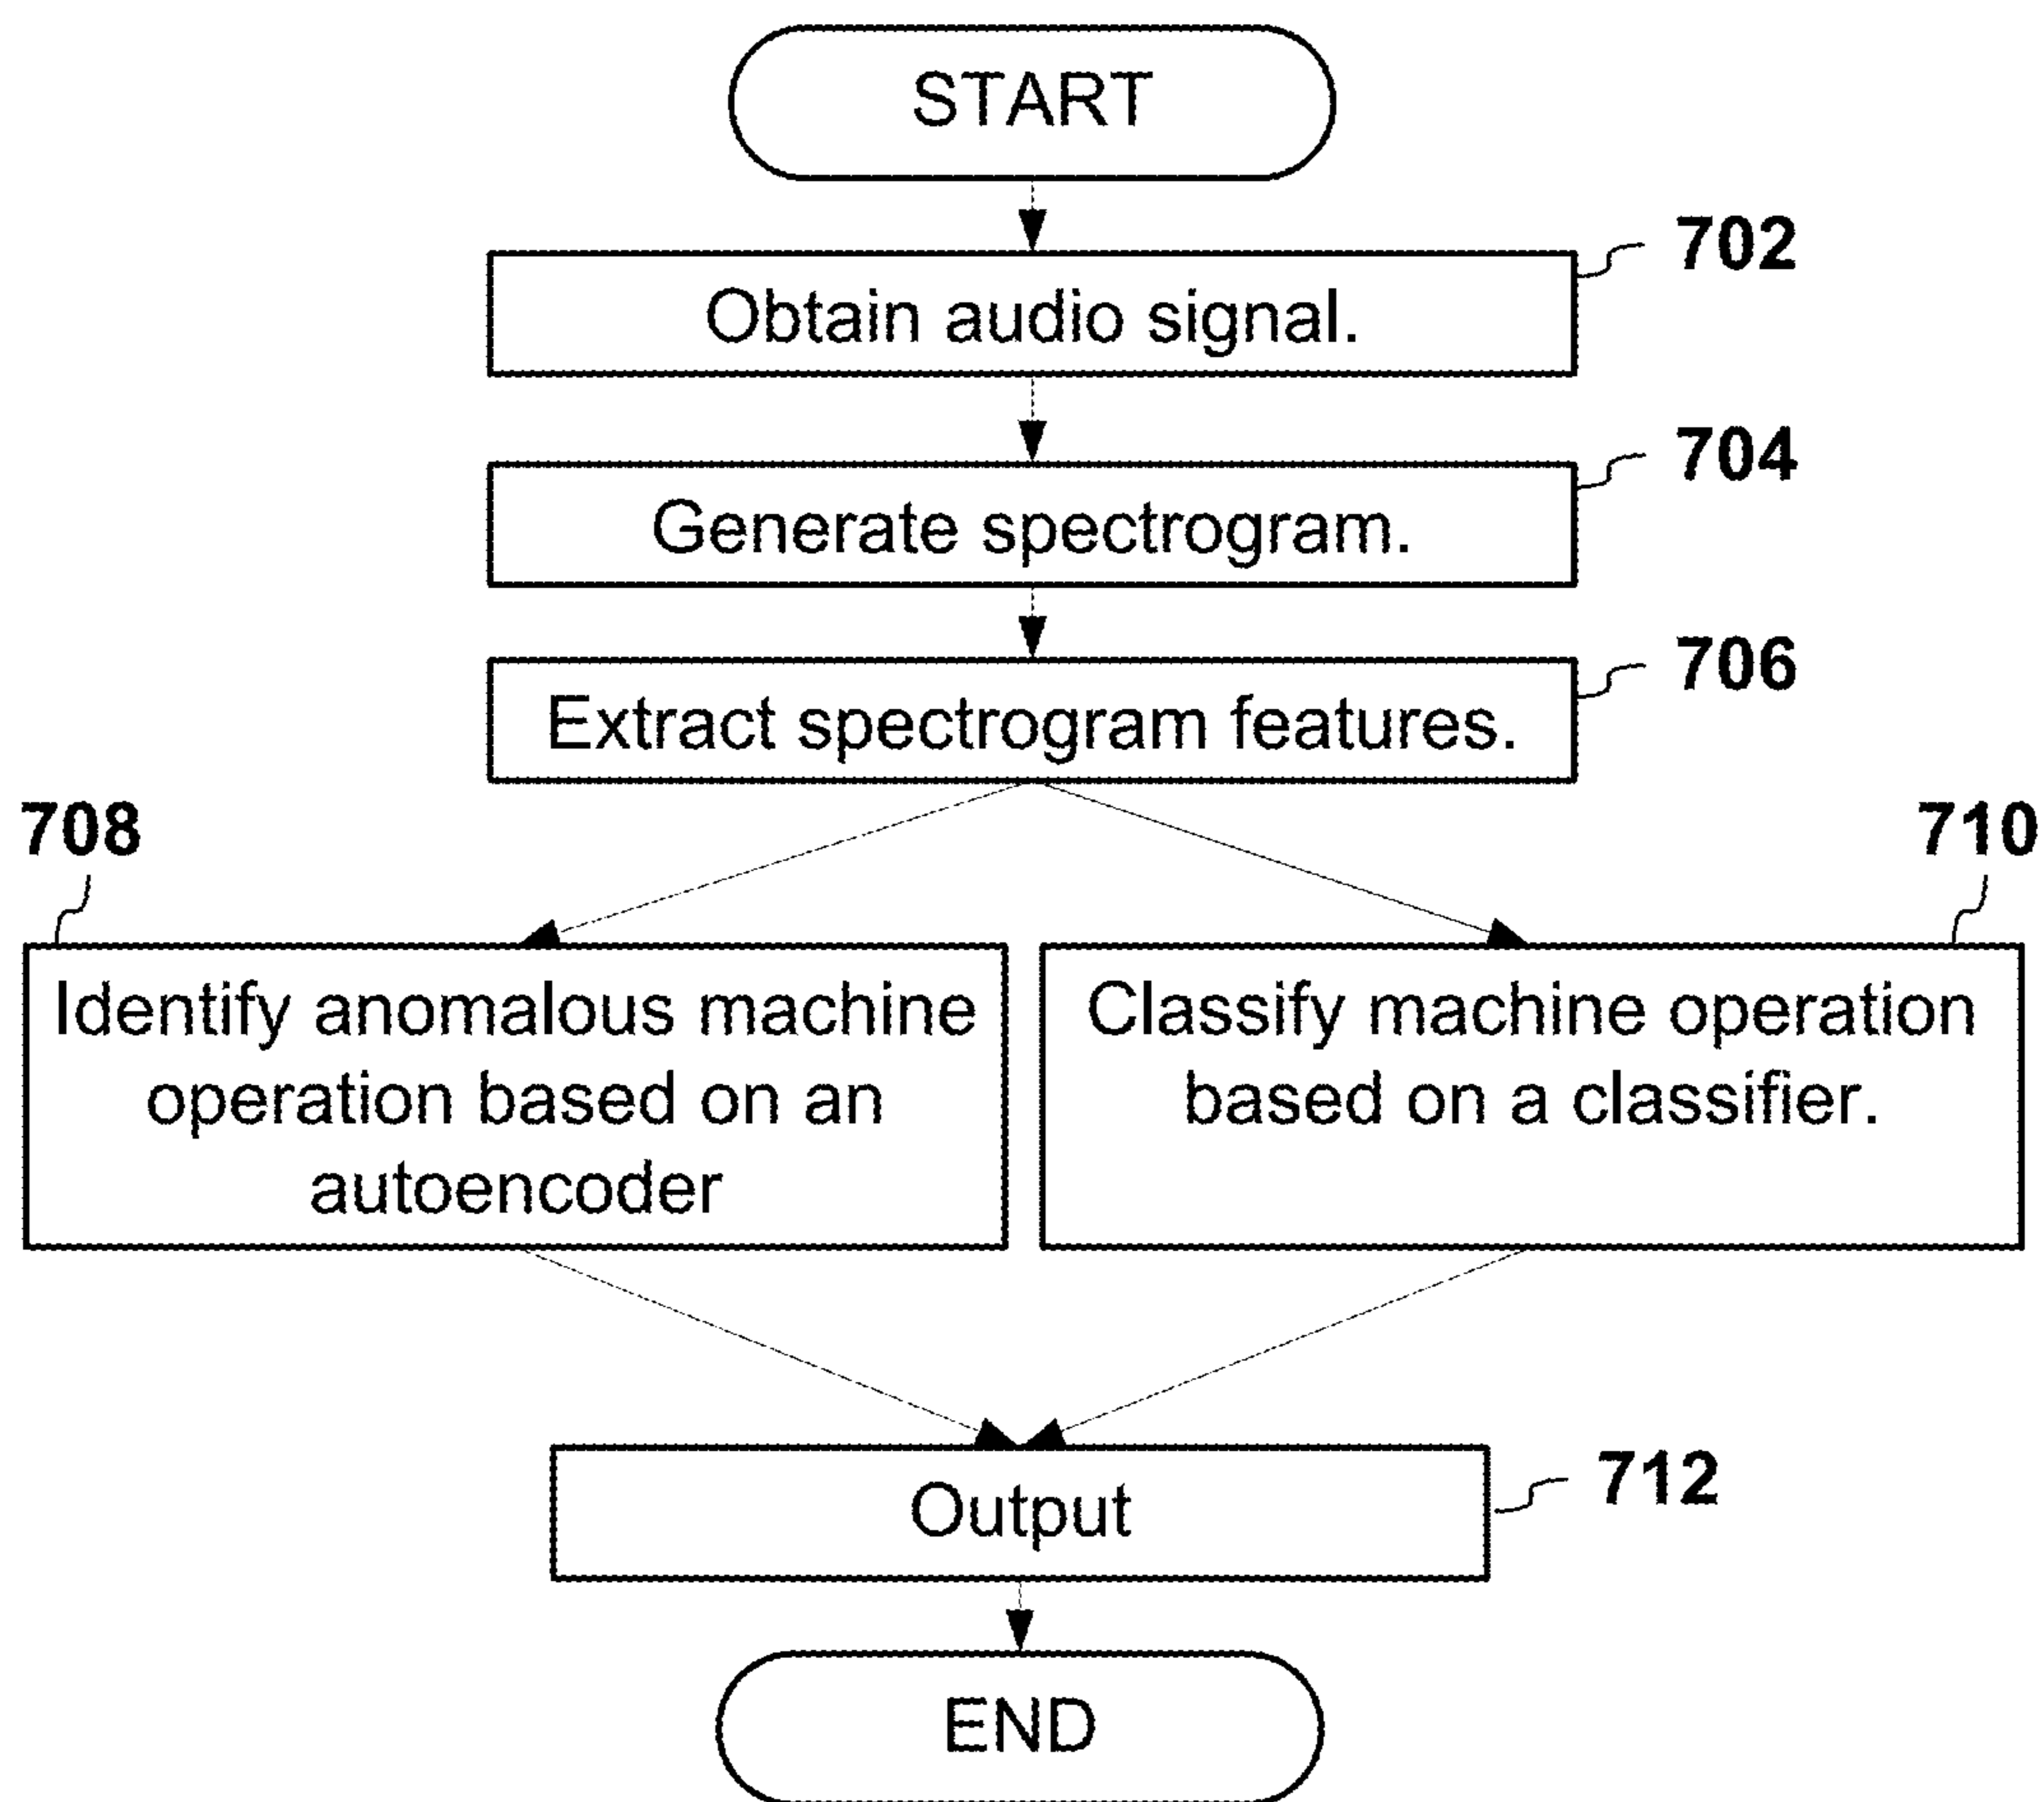 START
702
Obtain audio signal.
704
Generate spectrogram.
706
Extract spectrogram features.
708
710
Identify anomalous machine
operation based on an
autoencoder
Classify machine operation
based on a classifier.
Output
712
END